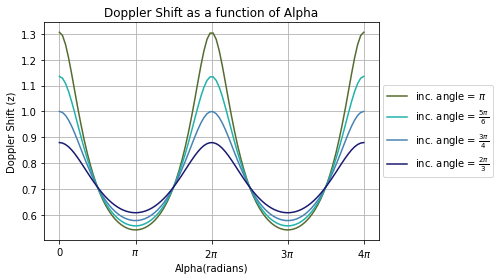 Doppler Shift as a function of Alpha
Doppler Shift (z)
1.3
1.2
1.1
1.0
0.9
0.8
0.7
0.6
0
π
2π
3π
4π
Alpha(radians)
inc. angle = π
inc. angle = 5π/6
inc. angle = 3π/4
inc. angle = 2π/3